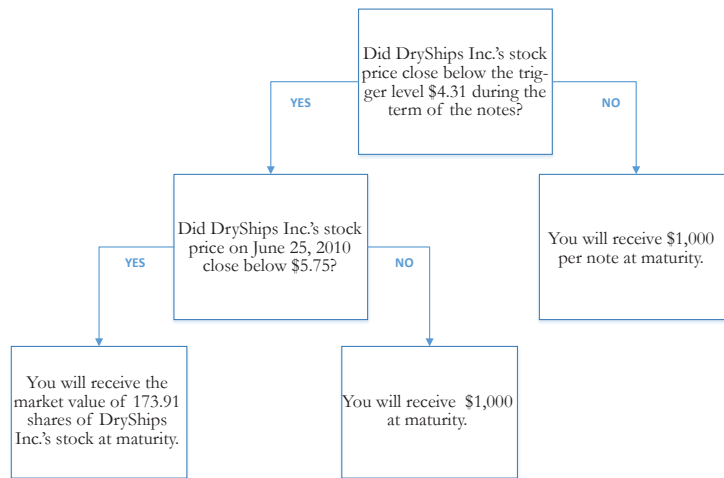 Did DryShips Inc.'s stock
price close below the trig-
ger level $4.31 during the
term of the notes?
YES
NO
Did DryShips Inc.'s stock
price on June 25, 2010
close below $5.75?
You will receive $1,000
per note at maturity.
YES
NO
You will receive the
market value of 173.91
shares of DryShips
Inc.'s stock at maturity.
You will receive  $1,000
at maturity.